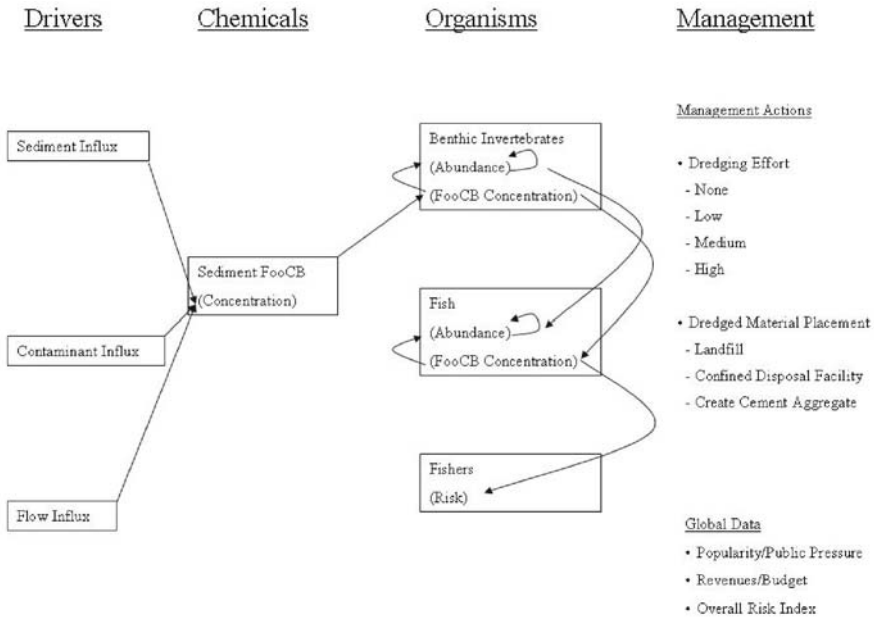 Drivers
Chemicals
Organisms
Management
Sediment Influx
Contaminant Influx
Flow Influx
Sediment FooCB
(Concentration)
Benthic Invertebrates
(Abundance)
(FooCB Concentration)
Fish
(Abundance)
(FooCB Concentration)
Fishers
(Risk)
Management Actions
• Dredging Effort
- None
- Low
- Medium
- High
• Dredged Material Placement
- Landfill
- Confined Disposal Facility
- Create Cement Aggregate
Global Data
• Popularity/Public Pressure
• Revenues/Budget
• Overall Risk Index